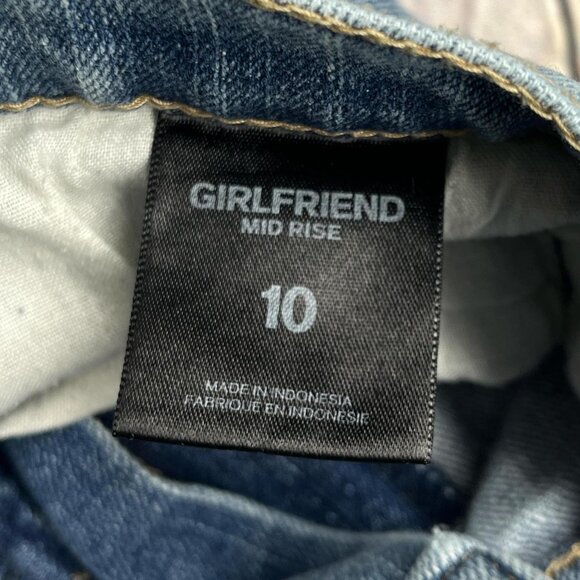 GIRLFRIEND
MID RISE
10
MADE IN INDONESIA
FABRIQUE EN INDONESIE